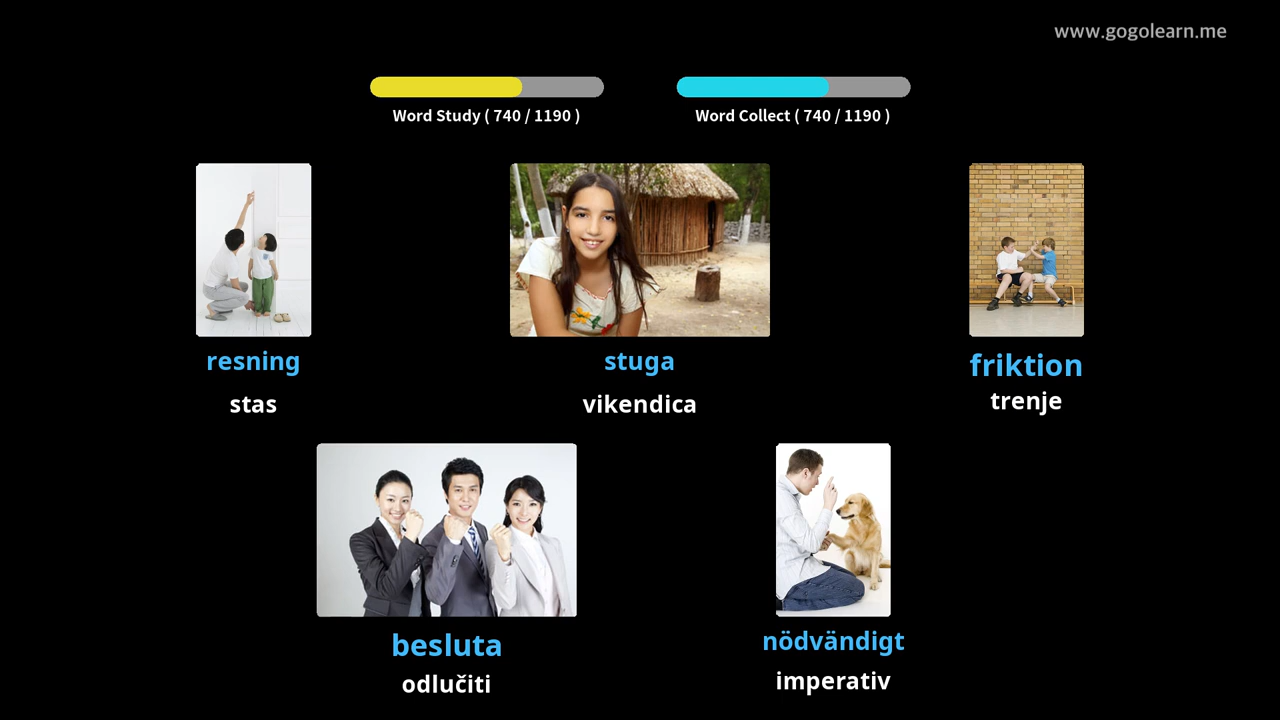 www.gogolearn.me
Word Study ( 740 / 1190 )
Word Collect ( 740 / 1190 )
resning
stas
stuga
vikendica
friktion
trenje
besluta
odlučiti
nödvändigt
imperativ